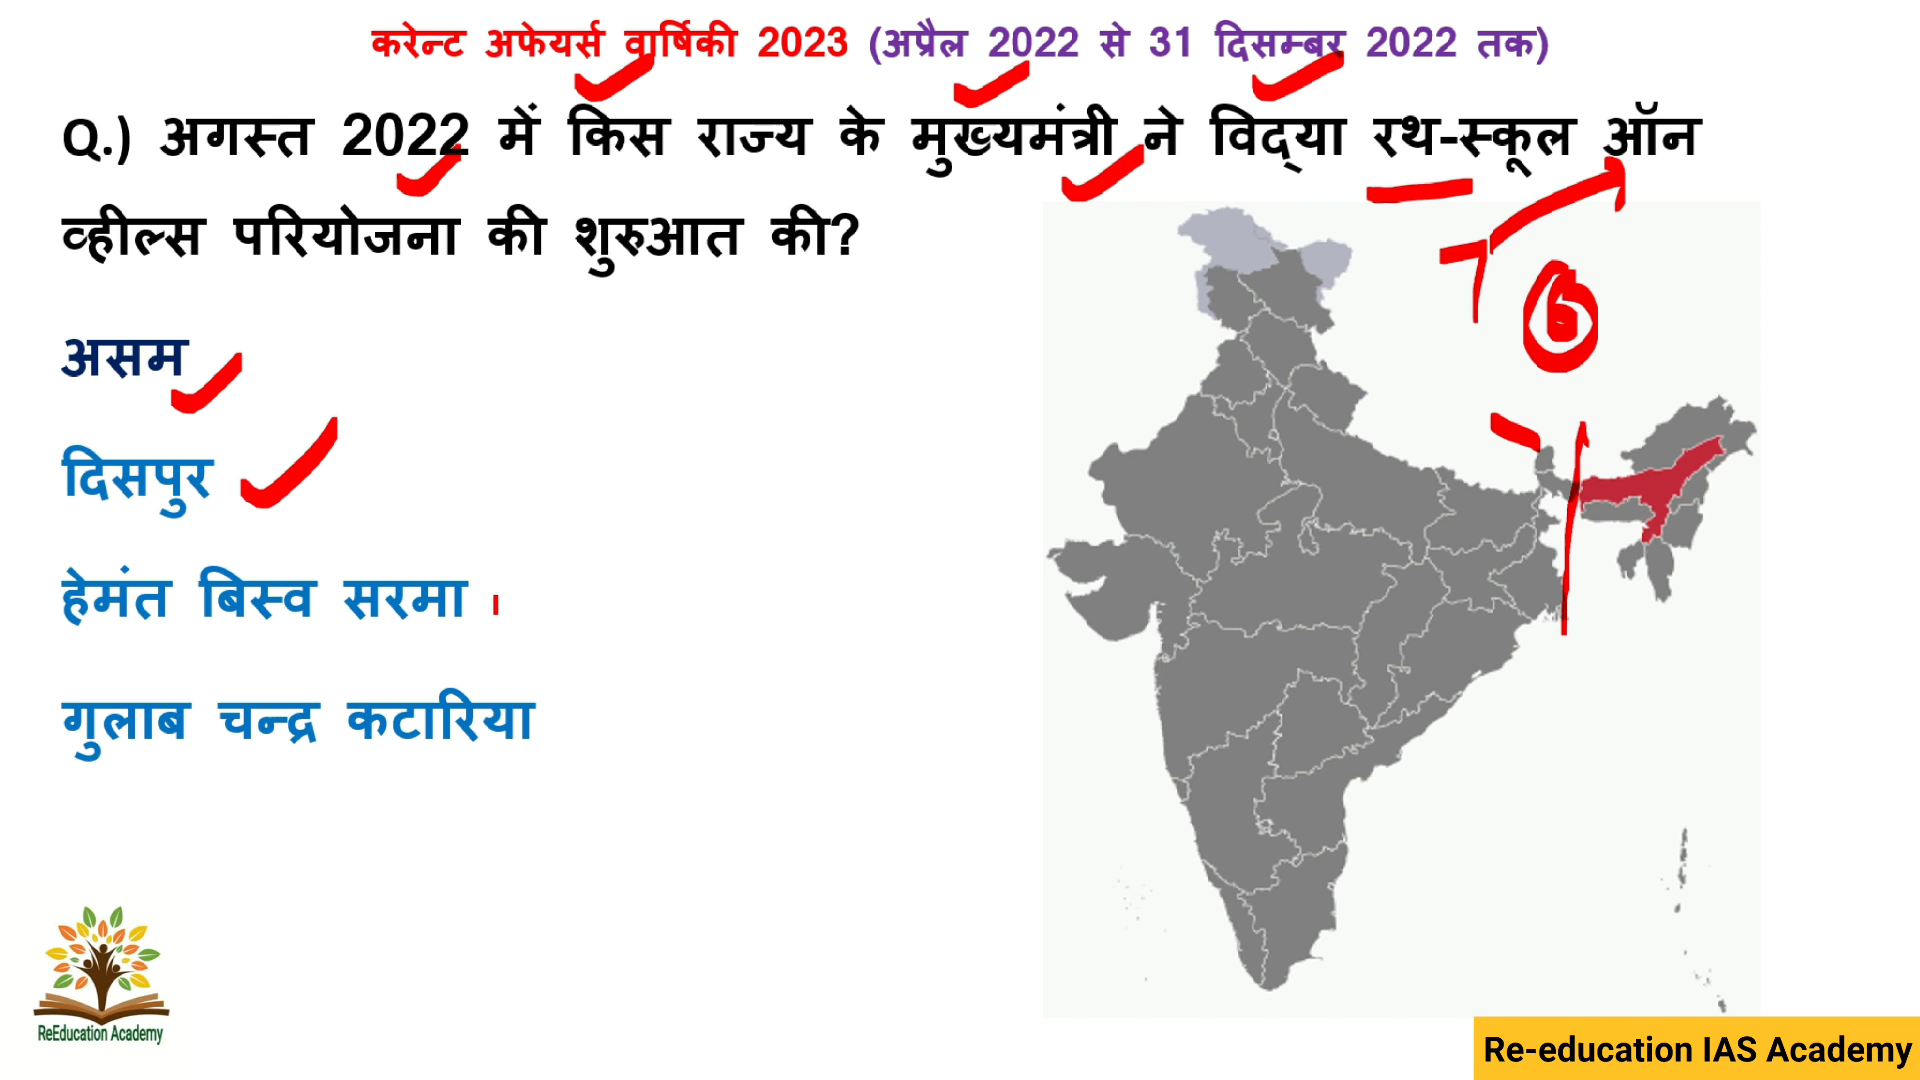 करेन्ट अफेयर्स वार्षिकी 2023 (अप्रैल 2022 से 31 दिसम्बर 2022 तक)
Q.) अगस्त 2022 में किस राज्य के मुख्यमंत्री ने विद्‌या रथ-स्कूल ऑन
व्हील्स परियोजना की शुरुआत की?
असम
दिसपुर
हेमंत बिस्व सरमा
गुलाब चन्द्र कटारिया
ReEducation Academy
Re-education IAS Academy